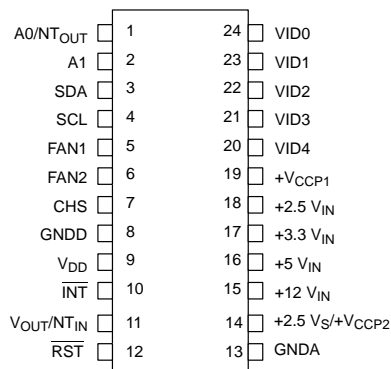 A0/NTOUT 1 24 VID0
A1 2 23 VID1
SDA 3 22 VID2
SCL 4 21 VID3
FAN1 5 20 VID4
FAN2 6 19 +VCCP1
CHS 7 18 +2.5 VIN
GNDD 8 17 +3.3 VIN
VDD 9 16 +5 VIN
INT 10 15 +12 VIN
VOUT/NTIN 11 14 +2.5 VS/+VCCP2
RST 12 13 GNDA